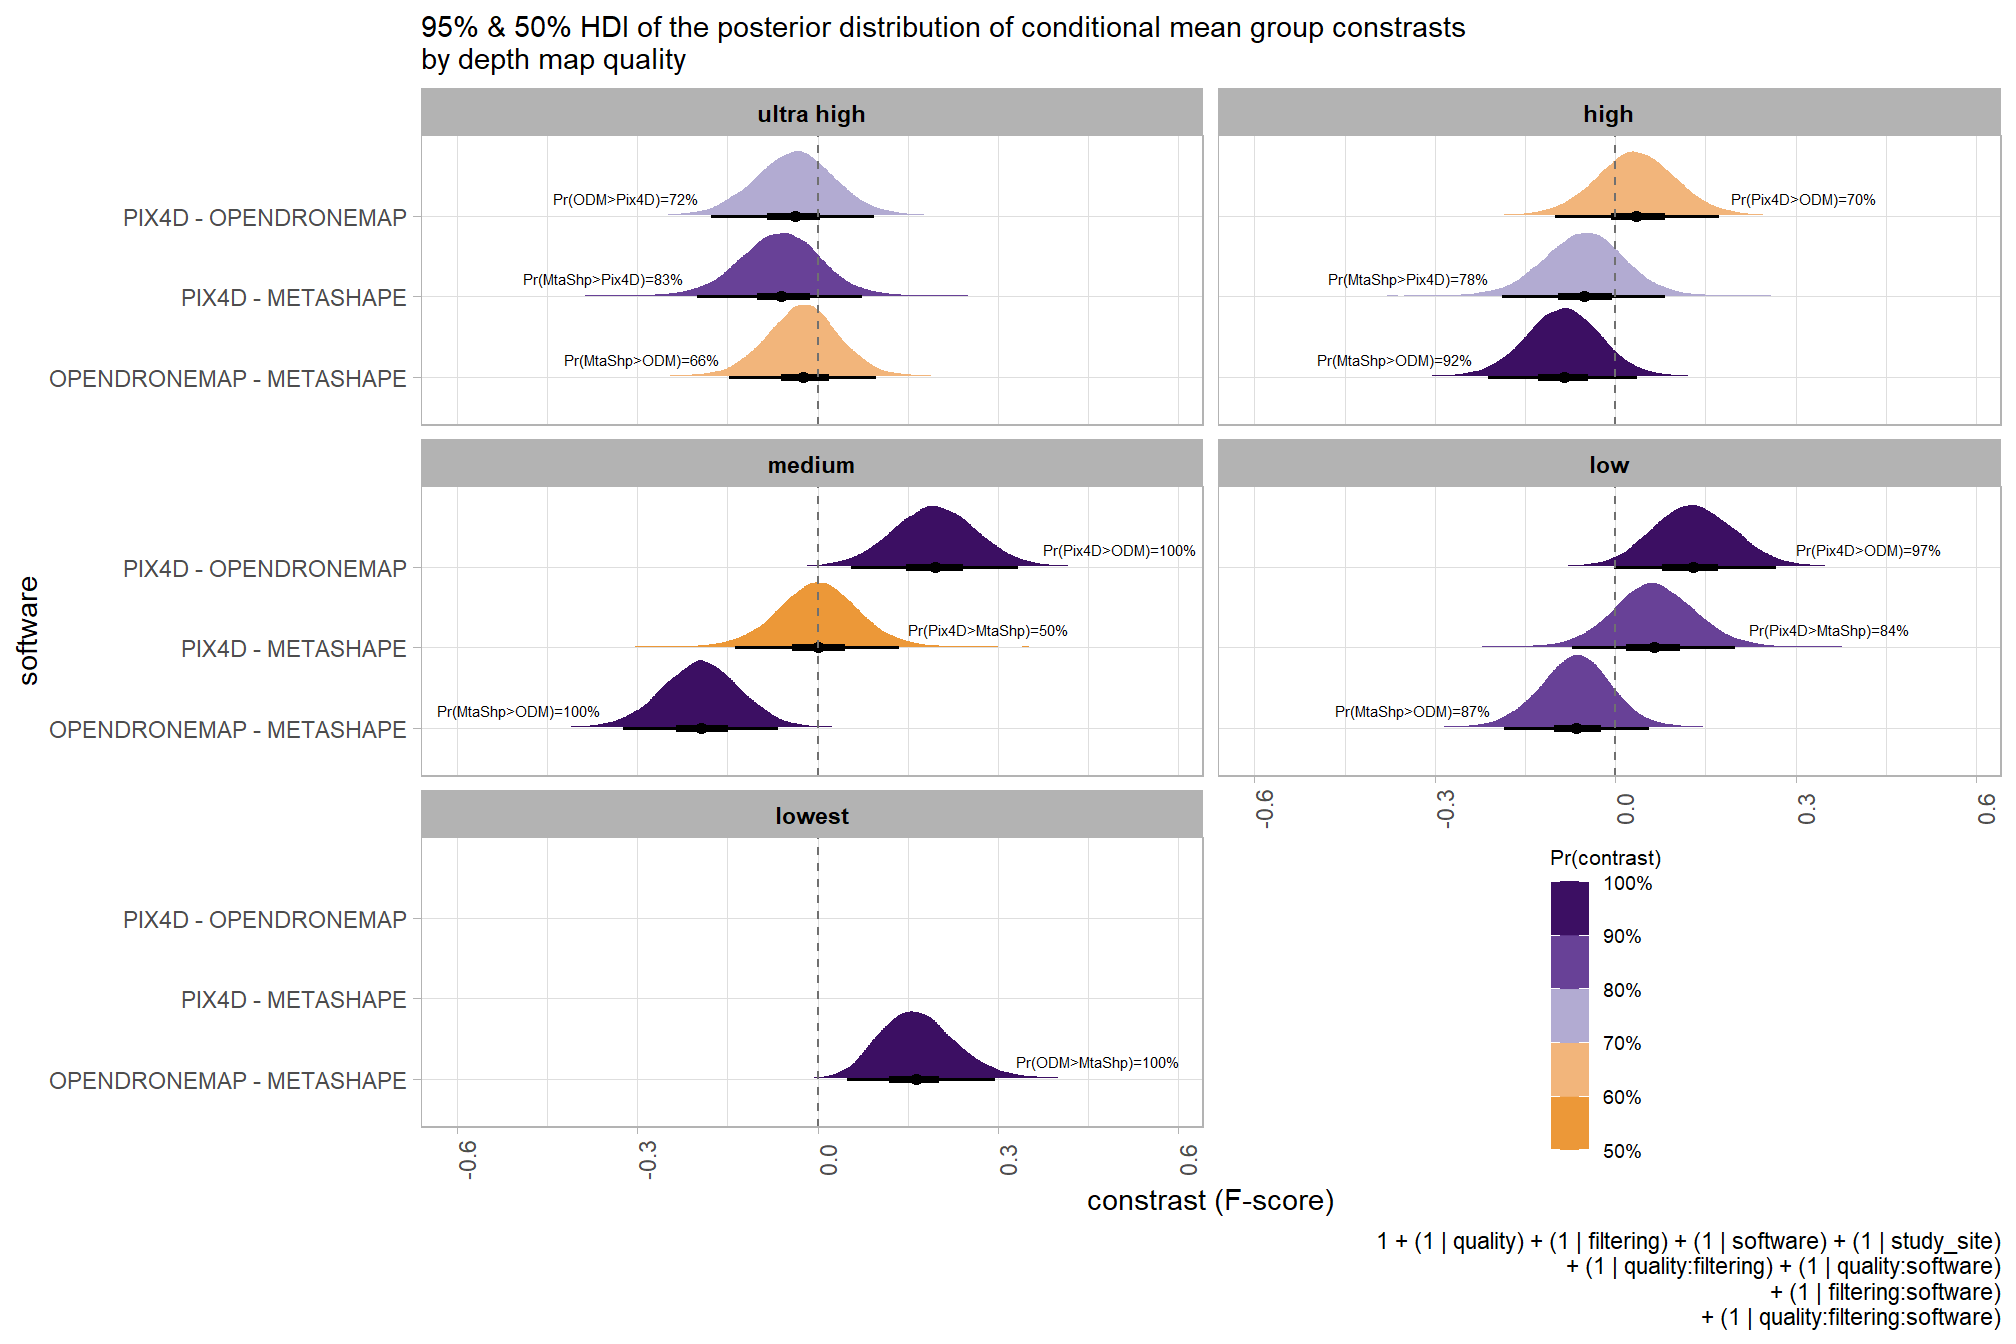 95% & 50% HDI of the posterior distribution of conditional mean group constrasts
by depth map quality
ultra high
high
PIX4D - OPENDRONEMAP
Pr(ODM>Pix4D)=72%
Pr(Pix4D>ODM)=70%
PIX4D - METASHAPE
Pr(MtaShp>Pix4D)=83%
Pr(MtaShp>Pix4D)=78%
OPENDRONEMAP - METASHAPE
Pr(MtaShp>ODM)=66%
Pr(MtaShp>ODM)=92%
medium
low
PIX4D - OPENDRONEMAP
Pr(Pix4D>ODM)=100%
Pr(Pix4D>ODM)=97%
PIX4D - METASHAPE
Pr(Pix4D>MtaShp)=50%
Pr(Pix4D>MtaShp)=84%
OPENDRONEMAP - METASHAPE
Pr(MtaShp>ODM)=100%
Pr(MtaShp>ODM)=87%
software
-0.6
-0.3
0.0
0.3
0.6
lowest
PIX4D - OPENDRONEMAP
PIX4D - METASHAPE
OPENDRONEMAP - METASHAPE
Pr(ODM>MtaShp)=100%
-0.6
-0.3
0.0
0.3
0.6
constrast (F-score)
Pr(contrast)
100%
90%
80%
70%
60%
50%
1 + (1 | quality) + (1 | filtering) + (1 | software) + (1 | study_site)
+ (1 | quality:filtering) + (1 | quality:software)
+ (1 | filtering:software)
+ (1 | quality:filtering:software)